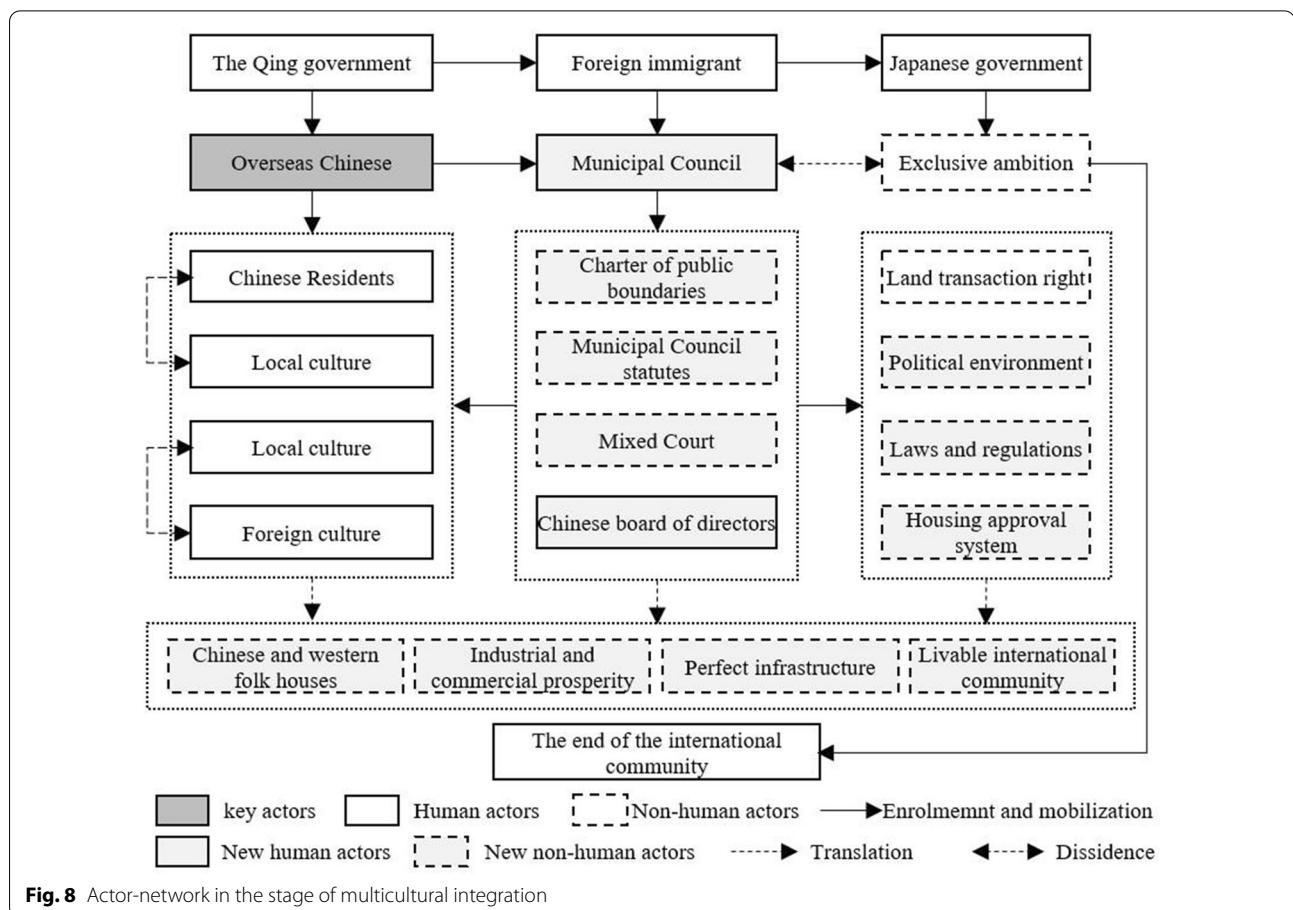 The Qing government
Foreign immigrant
Japanese government
Overseas Chinese
Municipal Council
Exclusive ambition
Chinese Residents
Local culture
Local culture
Foreign culture
Charter of public
boundaries
Municipal Council
statutes
Mixed Court
Chinese board of directors
Land transaction right
Political environment
Laws and regulations
Housing approval
system
Chinese and western
folk houses
Industrial and
commercial prosperity
Perfect infrastructure
Livable international
community
The end of the international
community
key actors
Human actors
Non-human actors
Enrolmemnt and mobilization
New human actors
New non-human actors
Translation
Dissidence
Fig. 8 Actor-network in the stage of multicultural integration